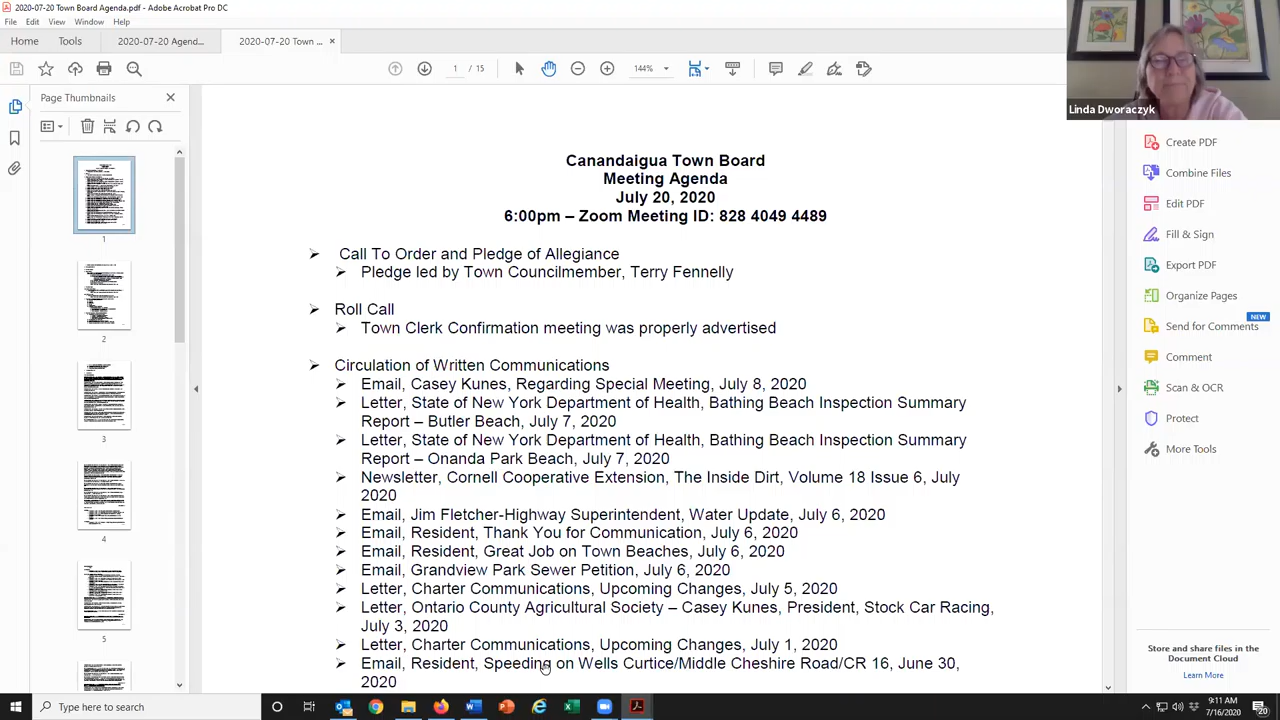 2020-07-20 Town Board Agenda.pdf - Adobe Acrobat Pro DC
File Edit View Window Help
Home Tools 2020-07-20 Agend... 2020-07-20 Town ... ×
15 144%
Linda Dworaczyk
Page Thumbnails
1
2
3
4
5
Canandaigua Town Board
Meeting Agenda
July 20, 2020
6:00pm – Zoom Meeting ID: 828 4049 4489
Call To Order and Pledge of Allegiance
Pledge led by Town Councilmember, Terry Fennelly
Roll Call
Town Clerk Confirmation meeting was properly advertised
Circulation of Written Communications
Email, Casey Kunes, Regarding Special Meeting, July 8, 2020
Letter, State of New York Department of Health, Bathing Beach Inspection Summary
Report – Butler Beach, July 7, 2020
Letter, State of New York Department of Health, Bathing Beach Inspection Summary
Report – Onanda Park Beach, July 7, 2020
Newsletter, Cornell Cooperative Extension, The Inside Dirt, Volume 18 Issue 6, July
2020
Email, Jim Fletcher-Highway Superintendent, Water Update, July 6, 2020
Email, Resident, Thank You for Communication, July 6, 2020
Email, Resident, Great Job on Town Beaches, July 6, 2020
Email, Grandview Party Sewer Petition, July 6, 2020
Letter, Charter Communications, Upcoming Changes, July 6, 2020
Letter, Ontario County Agricultural Society – Casey Kunes, President, Stock Car Racing,
July 3, 2020
Letter, Charter Communications, Upcoming Changes, July 1, 2020
Email, Resident, Speeding on Wells Curtice/Middle Cheshire Road/CR 16, June 30,
2020
Create PDF
Combine Files
Edit PDF
Fill & Sign
Export PDF
Organize Pages
NEW
Send for Comments
Comment
Scan & OCR
Protect
More Tools
Store and share files in the
Document Cloud
Learn More
Type here to search
9:11 AM
7/16/2020
20